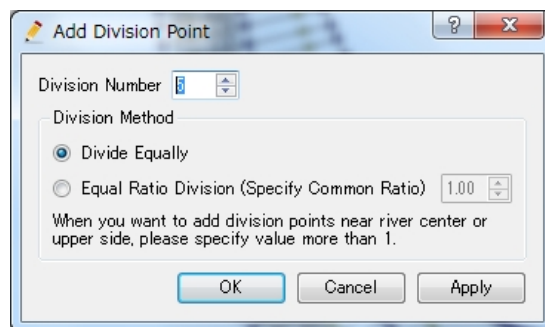 Add Division Point
Division Number 5
Division Method
Divide Equally
Equal Ratio Division (Specify Common Ratio) 1.00
When you want to add division points near river center or
upper side, please specify value more than 1.
OK Cancel Apply